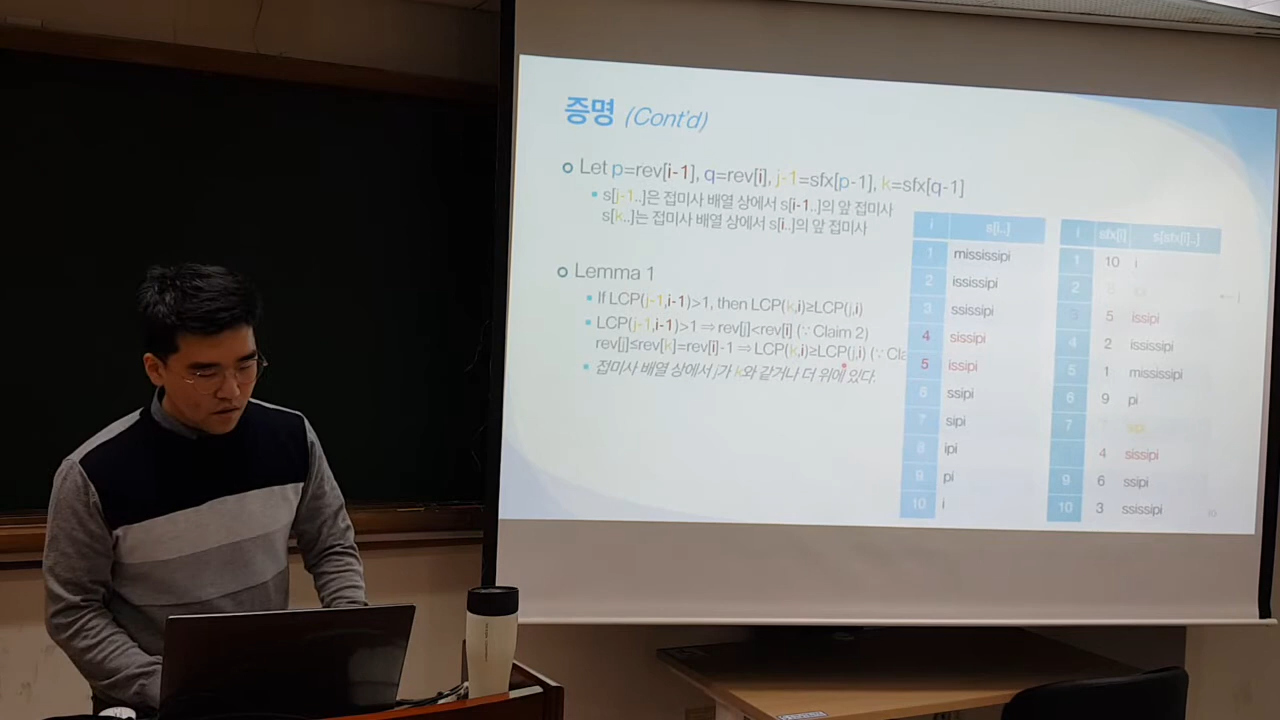 증명 (Cont'd)
Let p=rev[i-1], q=rev[i], j-1=sfx[p-1], k=sfx[q-1]
s[j-1..]은 접미사 배열 상에서 s[i-1..]의 앞 접미사
s[k..]는 접미사 배열 상에서 s[i..]의 앞 접미사
Lemma 1
If LCP(j-1,i-1)>1, then LCP(k,i)≥LCP(j,i)
LCP(j-1,i-1)>1 ⇒ rev[j]<rev[i] (∵ Claim 2)
rev[j]≤rev[k]=rev[i]-1 ⇒ LCP(k,i)≥LCP(j,i) (∵ Cla
접미사 배열 상에서 j가 k와 같거나 더 위에 있다.
i s[i..]
1 mississipi
2 ississipi
3 ssissipi
4 sissipi
5 issipi
6 ssipi
7 sipi
8 ipi
9 pi
10 i
i sfx[i] s[sfx[i]..]
1 10 i
2 8
3 5 issipi
4 2 ississipi
5 1 mississipi
6 9 pi
7 sipi
4 sissipi
9 6 ssipi
10 3 ssissipi
10